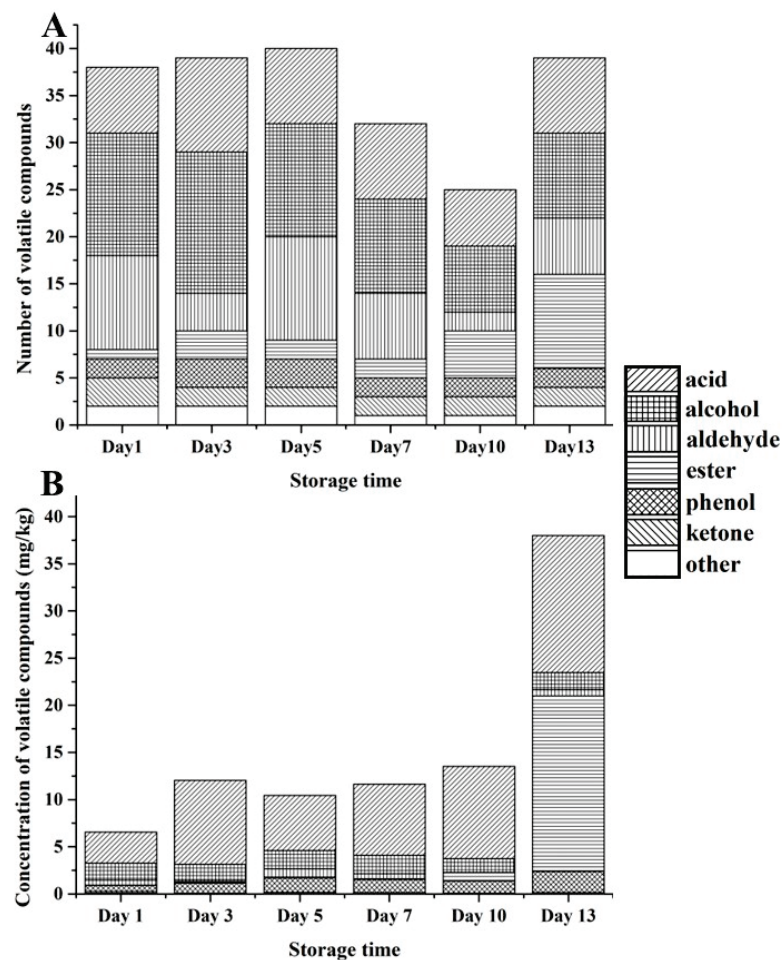 A
Number of volatile compounds
40
35
30
25
20
15
10
5
0
Day1 Day3 Day5 Day7 Day10 Day13
Storage time
acid
alcohol
aldehyde
ester
phenol
ketone
other
B
Concentration of volatile compounds (mg/kg)
40
35
30
25
20
15
10
5
0
Day 1 Day 3 Day 5 Day 7 Day 10 Day 13
Storage time